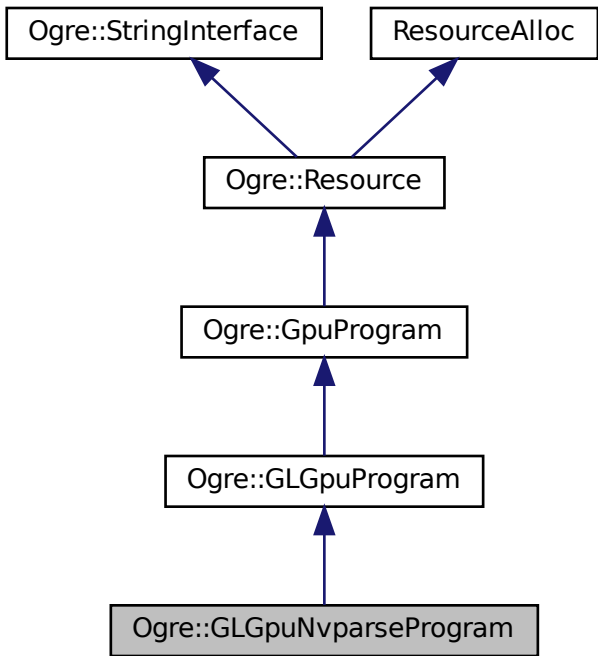 Ogre::StringInterface
ResourceAlloc
Ogre::Resource
Ogre::GpuProgram
Ogre::GLGpuProgram
Ogre::GLGpuNvparseProgram